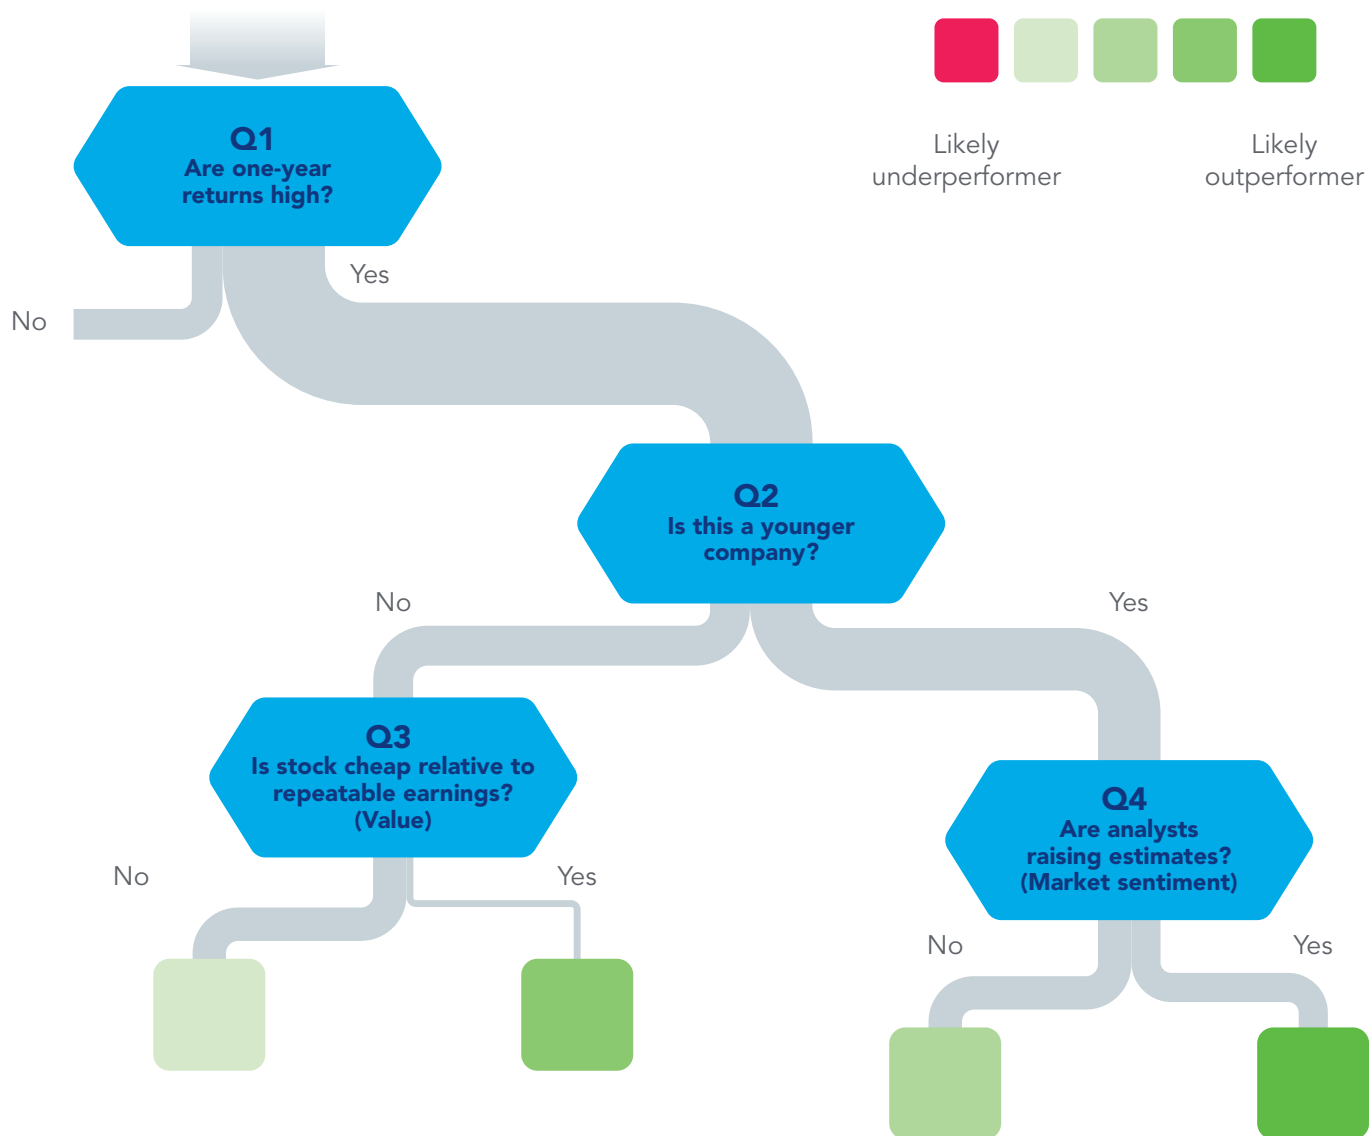 Q1
Are one-year
returns high?
Likely
underperformer
Likely
outperformer
Yes
No
Q2
Is this a younger
company?
No
Yes
Q3
Is stock cheap relative to
repeatable earnings?
(Value)
Q4
Are analysts
raising estimates?
(Market sentiment)
No
Yes
No
Yes